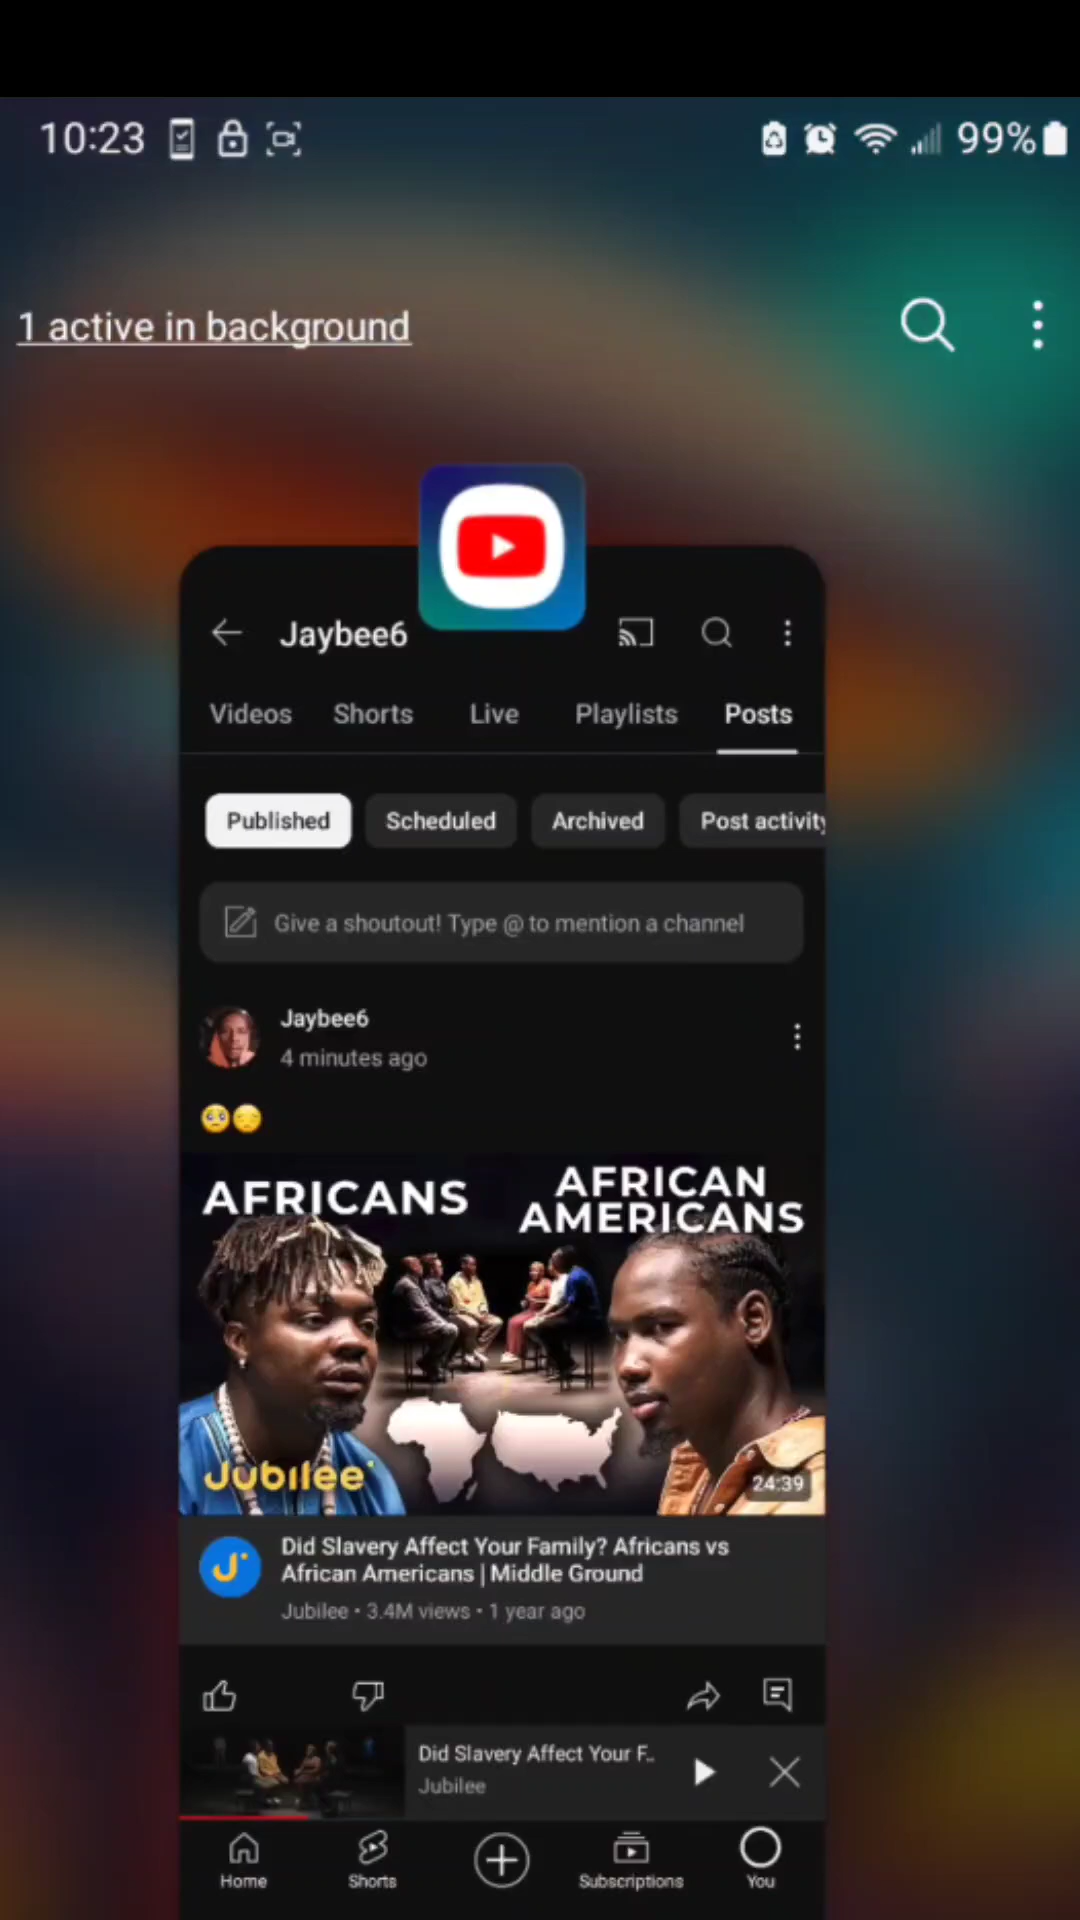 10:23
99%
1 active in background
Jaybee6
Videos Shorts Live Playlists Posts
Published Scheduled Archived Post activity
Give a shoutout! Type @ to mention a channel
Jaybee6
4 minutes ago
🥹😔
AFRICANS
AFRICAN
AMERICANS
Jubilee
24:39
Did Slavery Affect Your Family? Africans vs
African Americans | Middle Ground
Jubilee • 3.4M views • 1 year ago
Did Slavery Affect Your F..
Jubilee
Home Shorts Subscriptions You